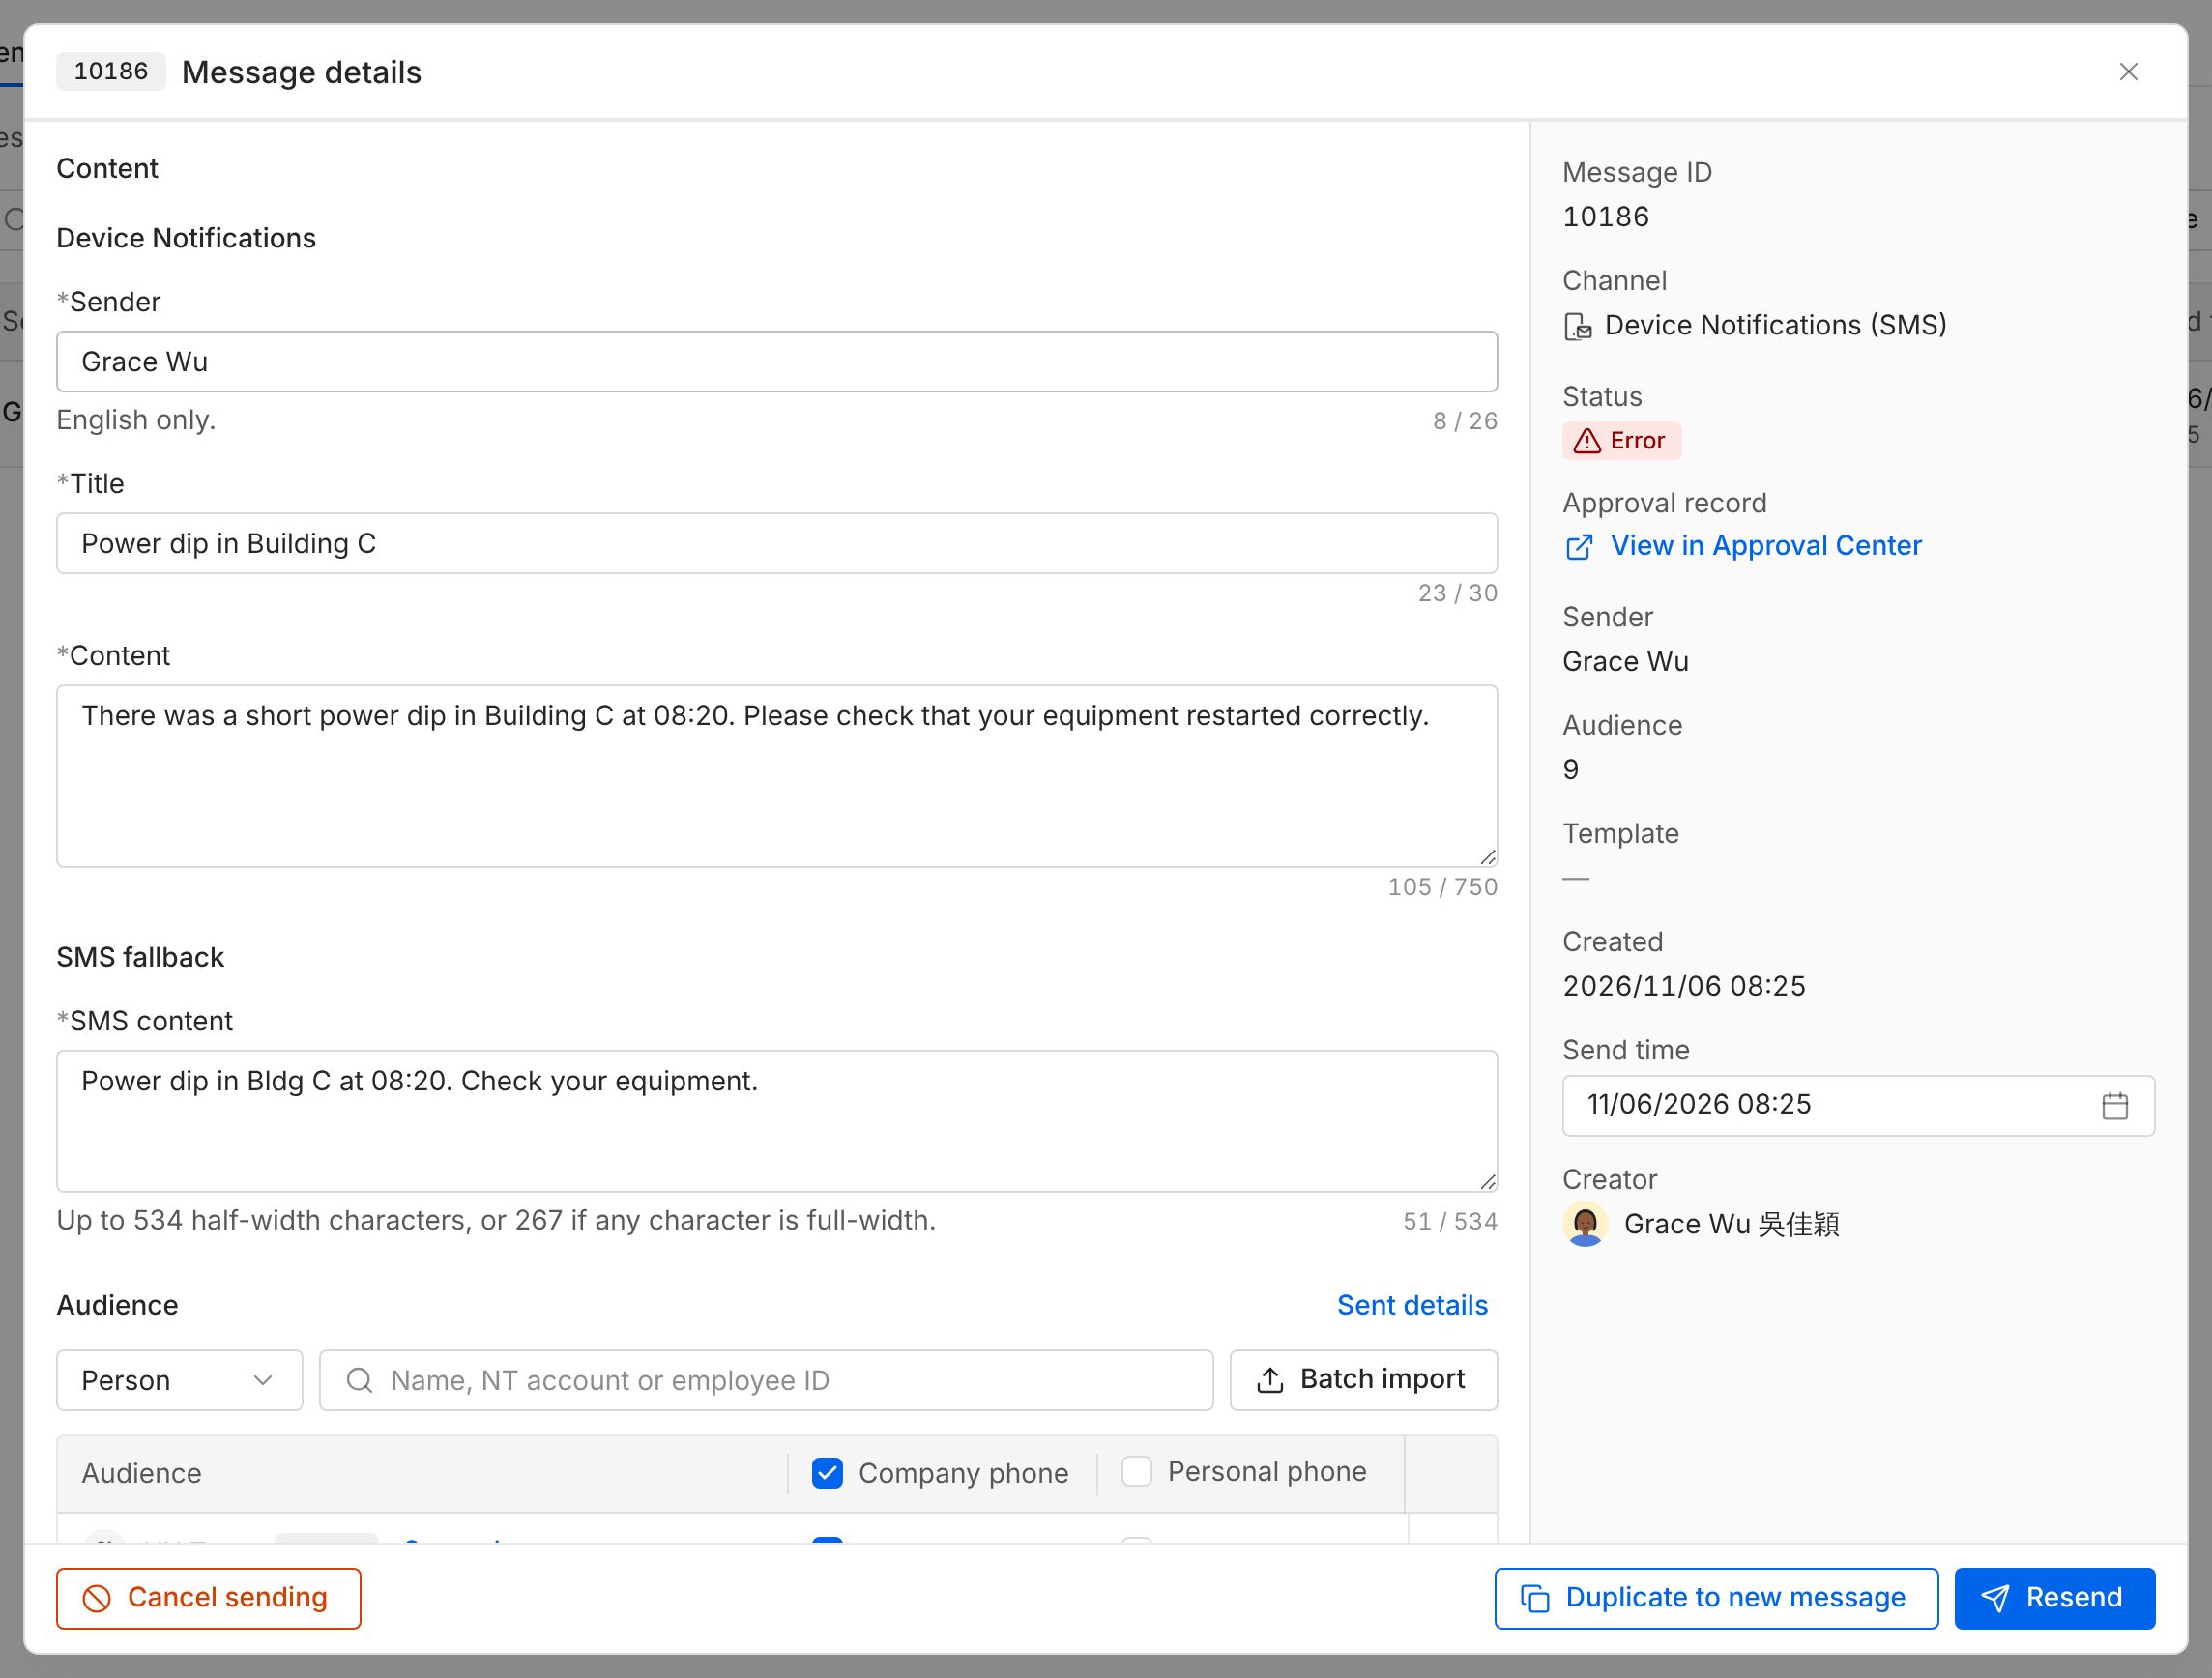 10186 Message details
Content
Device Notifications
*Sender
Grace Wu
English only.
8 / 26
*Title
Power dip in Building C
23 / 30
*Content
There was a short power dip in Building C at 08:20. Please check that your equipment restarted correctly.
105 / 750
SMS fallback
*SMS content
Power dip in Bldg C at 08:20. Check your equipment.
Up to 534 half-width characters, or 267 if any character is full-width.
51 / 534
Audience
Sent details
Person
Name, NT account or employee ID
Batch import
Audience
Company phone
Personal phone
Message ID
10186
Channel
Device Notifications (SMS)
Status
Error
Approval record
View in Approval Center
Sender
Grace Wu
Audience
9
Template
—
Created
2026/11/06 08:25
Send time
11/06/2026 08:25
Creator
Grace Wu 吳佳穎
Cancel sending
Duplicate to new message
Resend